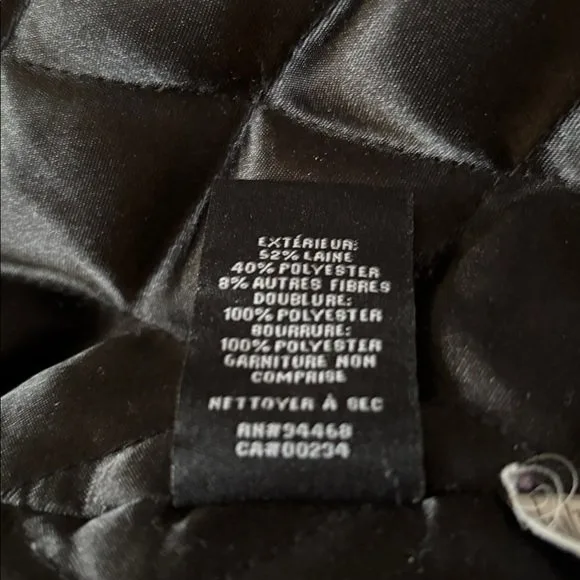 EXTÉRIEUR:
52% LAINE
40% POLYESTER
8% AUTRES FIBRES
DOUBLURE:
100% POLYESTER
BOURRURE:
100% POLYESTER
GARNITURE NON
COMPRISE
NETTOYER À SEC
RN#94468
CA#00234